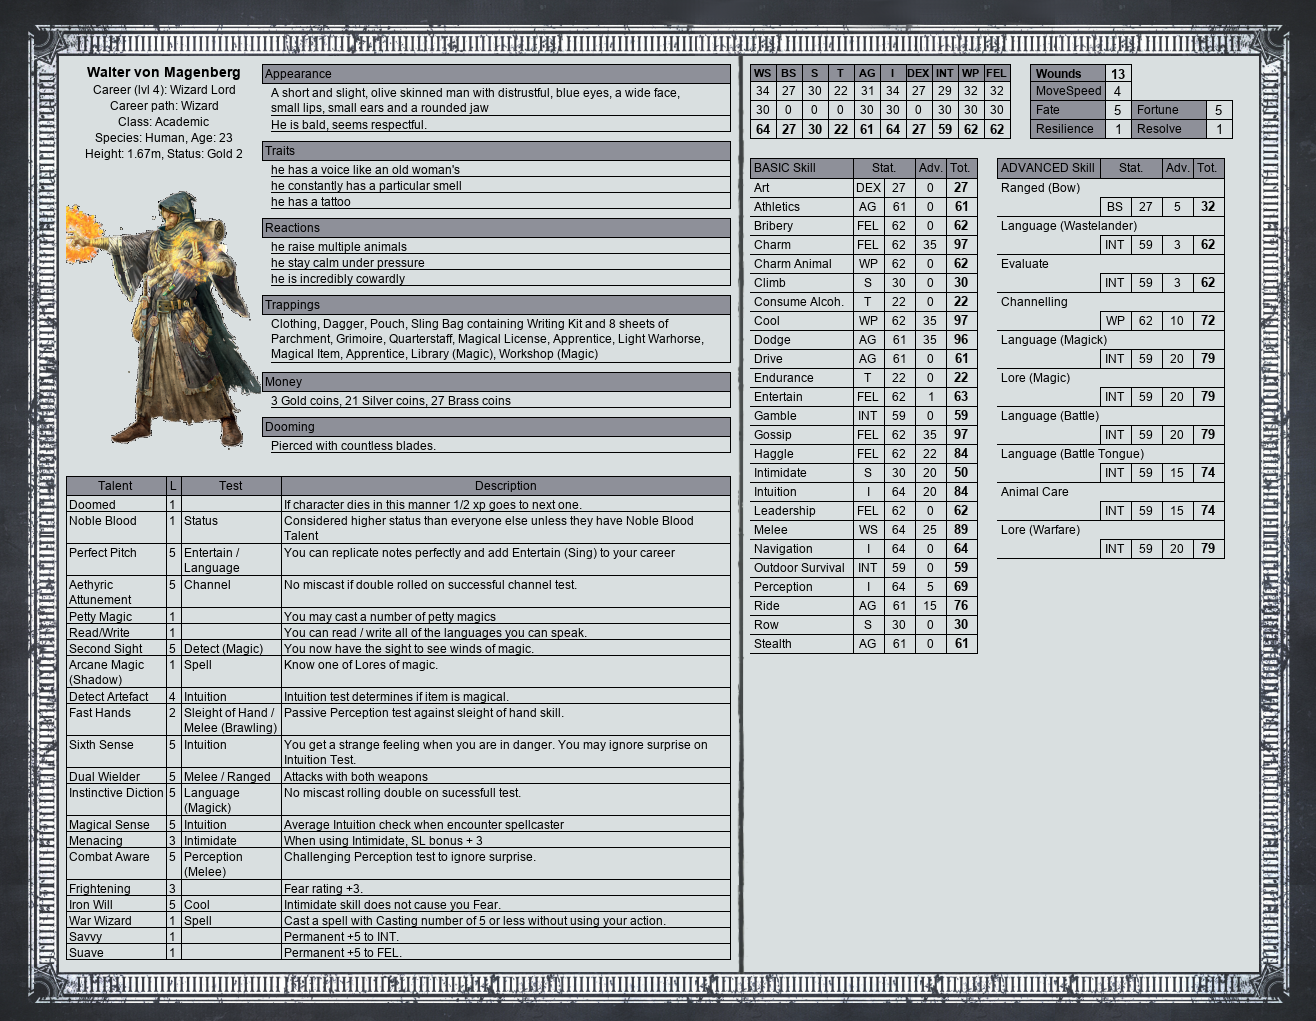 Walter von Magenberg
Career (lvl 4): Wizard Lord
Career path: Wizard
Class: Academic
Species: Human, Age: 23
Height: 1.67m, Status: Gold 2
Appearance
A short and slight, olive skinned man with distrustful, blue eyes, a wide face,
small lips, small ears and a rounded jaw
He is bald, seems respectful.
Traits
he has a voice like an old woman's
he constantly has a particular smell
he has a tattoo
Reactions
he raise multiple animals
he stay calm under pressure
he is incredibly cowardly
Trappings
Clothing, Dagger, Pouch, Sling Bag containing Writing Kit and 8 sheets of
Parchment, Grimoire, Quarterstaff, Magical License, Apprentice, Light Warhorse,
Magical Item, Apprentice, Library (Magic), Workshop (Magic)
Money
3 Gold coins, 21 Silver coins, 27 Brass coins
Dooming
Pierced with countless blades.
Talent L Test Description
Doomed 1 If character dies in this manner 1/2 xp goes to next one.
Noble Blood 1 Status Considered higher status than everyone else unless they have Noble Blood
Talent
Perfect Pitch 5 Entertain / You can replicate notes perfectly and add Entertain (Sing) to your career
Language
Aethyric 5 Channel No miscast if double rolled on successful channel test.
Attunement
Petty Magic 1 You may cast a number of petty magics
Read/Write 1 You can read / write all of the languages you can speak.
Second Sight 5 Detect (Magic) You now have the sight to see winds of magic.
Arcane Magic 1 Spell Know one of Lores of magic.
(Shadow)
Detect Artefact 4 Intuition Intuition test determines if item is magical.
Fast Hands 2 Sleight of Hand / Passive Perception test against sleight of hand skill.
Melee (Brawling)
Sixth Sense 5 Intuition You get a strange feeling when you are in danger. You may ignore surprise on
Intuition Test.
Dual Wielder 5 Melee / Ranged Attacks with both weapons
Instinctive Diction 5 Language No miscast rolling double on sucessfull test.
(Magick)
Magical Sense 5 Intuition Average Intuition check when encounter spellcaster
Menacing 3 Intimidate When using Intimidate, SL bonus + 3
Combat Aware 5 Perception Challenging Perception test to ignore surprise.
(Melee)
Frightening 3 Fear rating +3.
Iron Will 5 Cool Intimidate skill does not cause you Fear.
War Wizard 1 Spell Cast a spell with Casting number of 5 or less without using your action.
Savvy 1 Permanent +5 to INT.
Suave 1 Permanent +5 to FEL.
WS BS S T AG I DEX INT WP FEL
34 27 30 22 31 34 27 29 32 32
30 0 0 0 30 30 0 30 30 30
64 27 30 22 61 64 27 59 62 62
Wounds 13
MoveSpeed 4
Fate 5 Fortune 5
Resilience 1 Resolve 1
BASIC Skill Stat. Adv. Tot.
Art DEX 27 0 27
Athletics AG 61 0 61
Bribery FEL 62 0 62
Charm FEL 62 35 97
Charm Animal WP 62 0 62
Climb S 30 0 30
Consume Alcoh. T 22 0 22
Cool WP 62 35 97
Dodge AG 61 35 96
Drive AG 61 0 61
Endurance T 22 0 22
Entertain FEL 62 1 63
Gamble INT 59 0 59
Gossip FEL 62 35 97
Haggle FEL 62 22 84
Intimidate S 30 20 50
Intuition I 64 20 84
Leadership FEL 62 0 62
Melee WS 64 25 89
Navigation I 64 0 64
Outdoor Survival INT 59 0 59
Perception I 64 5 69
Ride AG 61 15 76
Row S 30 0 30
Stealth AG 61 0 61
ADVANCED Skill Stat. Adv. Tot.
Ranged (Bow)
BS 27 5 32
Language (Wastelander)
INT 59 3 62
Evaluate
INT 59 3 62
Channelling
WP 62 10 72
Language (Magick)
INT 59 20 79
Lore (Magic)
INT 59 20 79
Language (Battle)
INT 59 20 79
Language (Battle Tongue)
INT 59 15 74
Animal Care
INT 59 15 74
Lore (Warfare)
INT 59 20 79